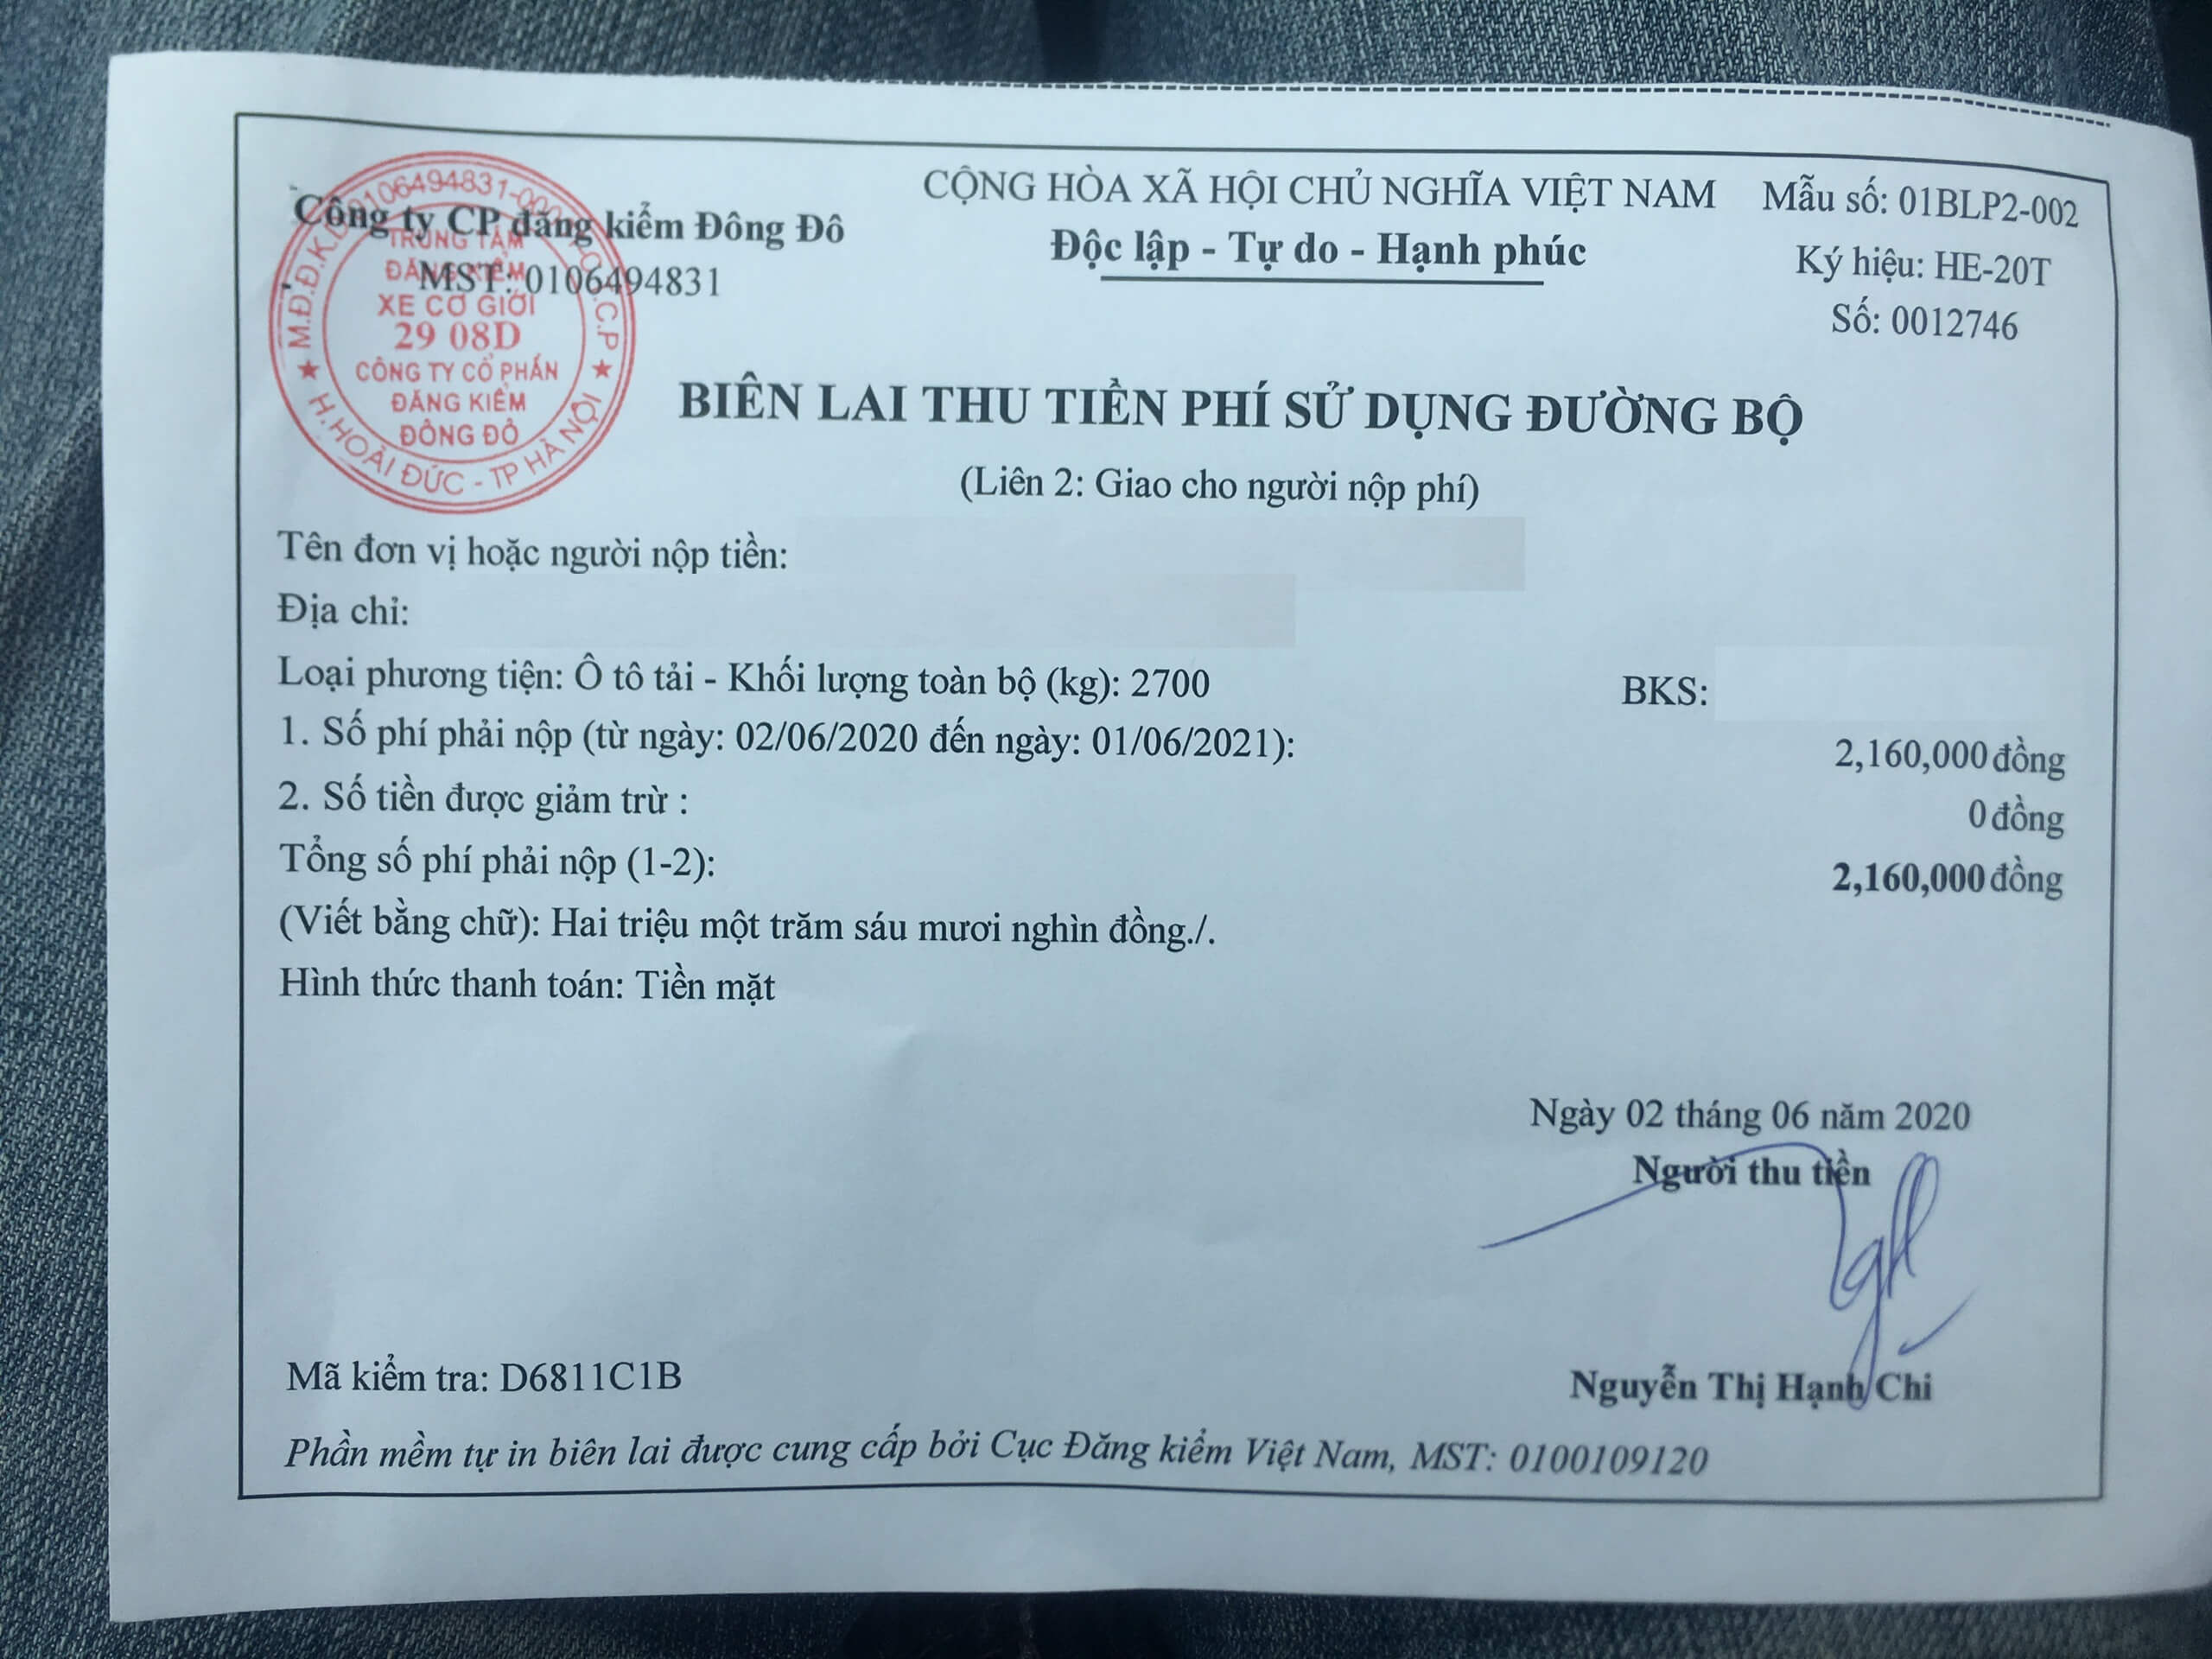 Công ty CP đăng kiểm Đông Đô
MST: 0106494831
CỘNG HÒA XÃ HỘI CHỦ NGHĨA VIỆT NAM
Độc lập - Tự do - Hạnh phúc
Mẫu số: 01BLP2-002
Ký hiệu: HE-20T
Số: 0012746
M.Đ.Đ.K: 0106494831-00 C.P
TRUNG TÂM
ĐĂNG KIỂM
XE CƠ GIỚI
29 08D
CÔNG TY CỔ PHẦN
ĐĂNG KIỂM
ĐÔNG ĐÔ
H.HOÀI ĐỨC - TP HÀ NỘI
BIÊN LAI THU TIỀN PHÍ SỬ DỤNG ĐƯỜNG BỘ
(Liên 2: Giao cho người nộp phí)
Tên đơn vị hoặc người nộp tiền:
Địa chỉ:
Loại phương tiện: Ô tô tải - Khối lượng toàn bộ (kg): 2700 BKS:
1. Số phí phải nộp (từ ngày: 02/06/2020 đến ngày: 01/06/2021): 2,160,000 đồng
2. Số tiền được giảm trừ : 0 đồng
Tổng số phí phải nộp (1-2): 2,160,000 đồng
(Viết bằng chữ): Hai triệu một trăm sáu mươi nghìn đồng./.
Hình thức thanh toán: Tiền mặt
Ngày 02 tháng 06 năm 2020
Người thu tiền
Nguyễn Thị Hạnh Chi
Mã kiểm tra: D6811C1B
Phần mềm tự in biên lai được cung cấp bởi Cục Đăng kiểm Việt Nam, MST: 0100109120